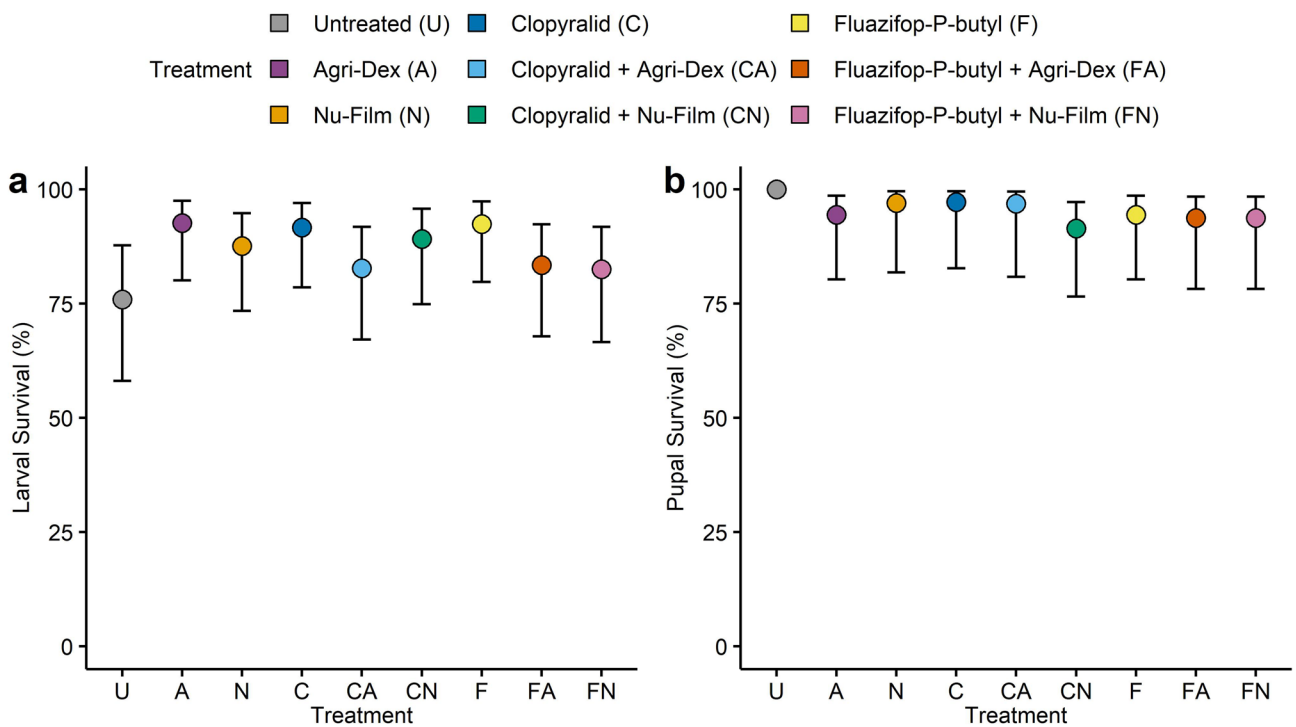 Untreated (U) Clopyralid (C) Fluazifop-P-butyl (F)
Treatment Agri-Dex (A) Clopyralid + Agri-Dex (CA) Fluazifop-P-butyl + Agri-Dex (FA)
Nu-Film (N) Clopyralid + Nu-Film (CN) Fluazifop-P-butyl + Nu-Film (FN)
a
Larval Survival (%)
100
75
50
25
0
U A N C CA CN F FA FN
Treatment
b
Pupal Survival (%)
100
75
50
25
0
U A N C CA CN F FA FN
Treatment